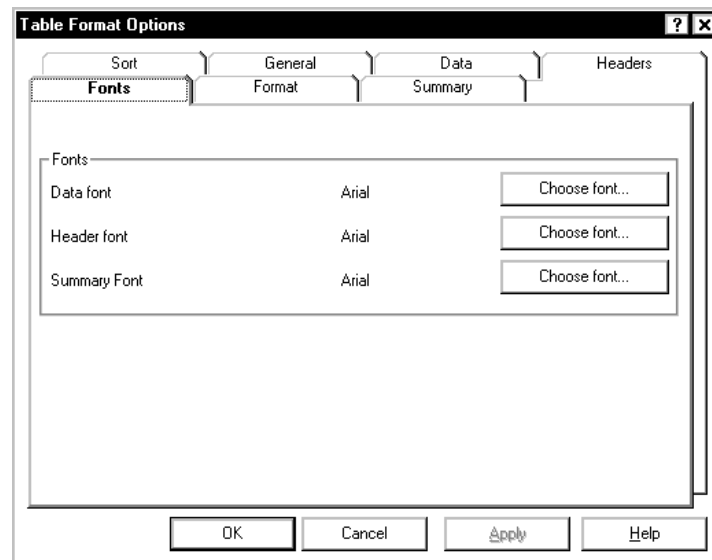 Table Format Options ? X
Sort General Data Headers
Fonts Format Summary
Fonts
Data font Arial Choose font...
Header font Arial Choose font...
Summary Font Arial Choose font...
OK Cancel Apply Help